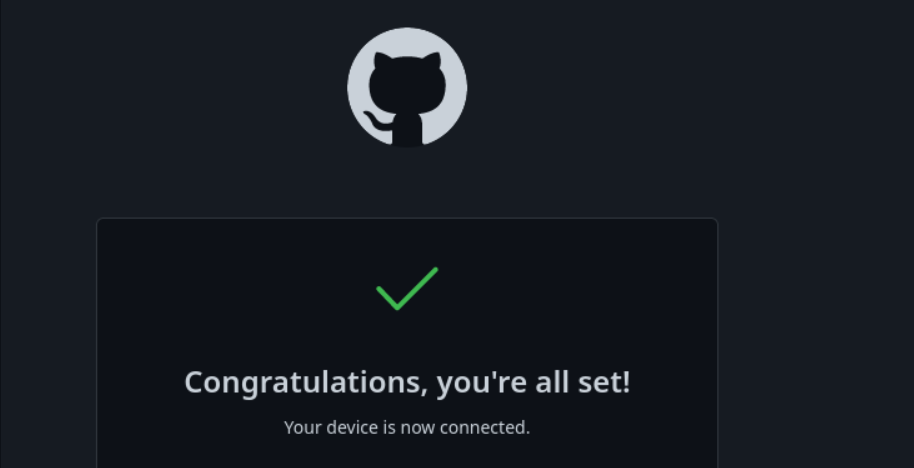 Congratulations, you're all set!
Your device is now connected.